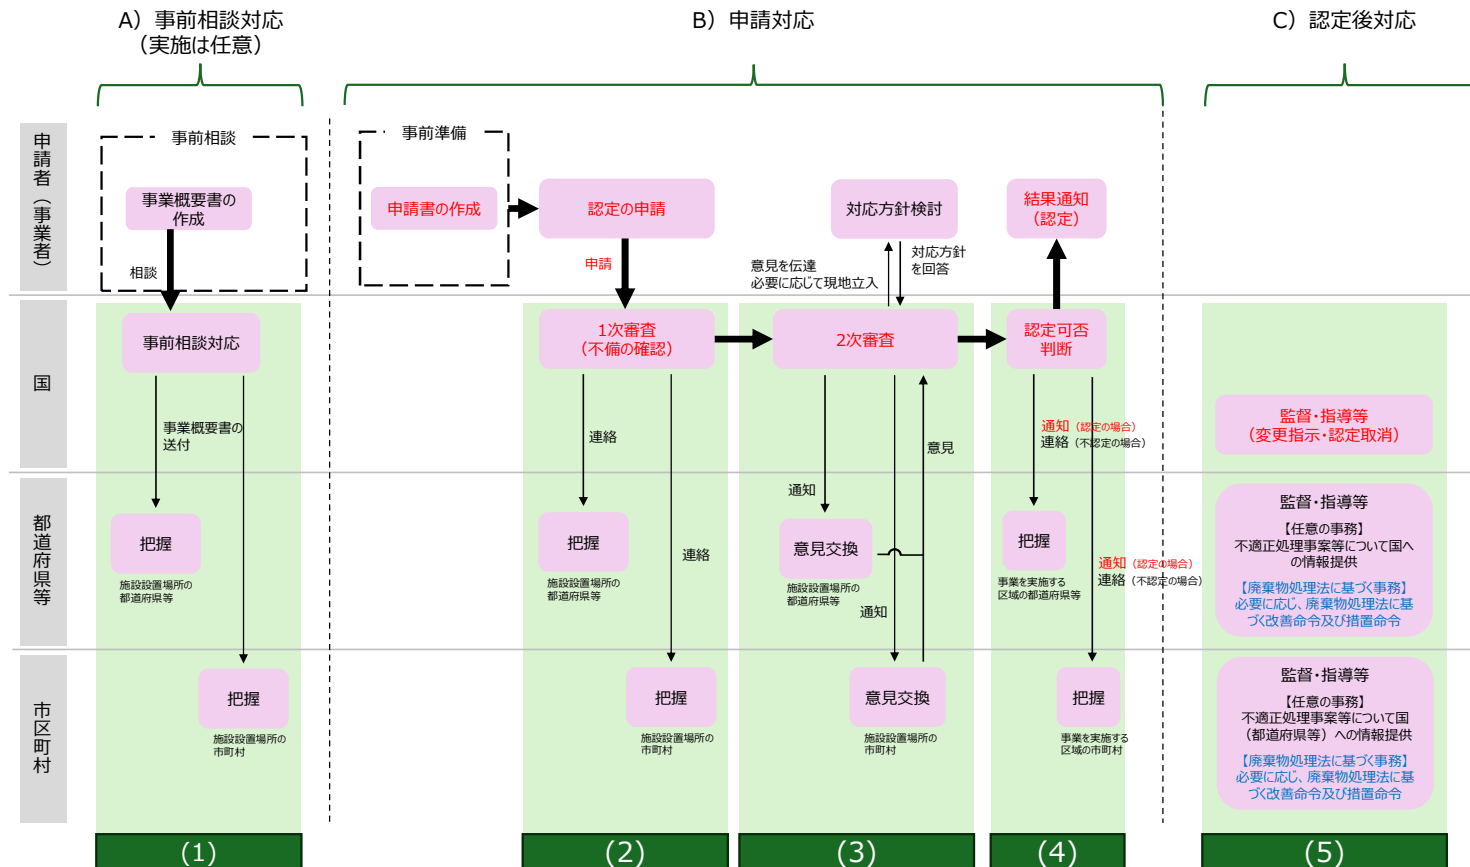 A）事前相談対応
（実施は任意）
B）申請対応
C）認定後対応
申請者（事業者）
国
都道府県等
市区町村
事前相談
事業概要書の
作成
相談
事前相談対応
事業概要書の
送付
把握
施設設置場所の
都道府県等
把握
施設設置場所の
市町村
(1)
事前準備
申請書の作成
認定の申請
申請
1次審査
（不備の確認）
連絡
把握
施設設置場所の
都道府県等
連絡
把握
施設設置場所の
市町村
(2)
対応方針検討
意見を伝達
必要に応じて現地立入
対応方針
を回答
2次審査
通知
意見
意見交換
施設設置場所の
都道府県等
通知
意見交換
施設設置場所の
市町村
(3)
結果通知
（認定）
認定可否
判断
通知（認定の場合）
連絡（不認定の場合）
把握
事業を実施する
区域の都道府県等
通知（認定の場合）
連絡（不認定の場合）
把握
事業を実施する
区域の市町村
(4)
監督・指導等
（変更指示・認定取消）
監督・指導等
【任意の事務】
不適正処理事案等について国へ
の情報提供
【廃棄物処理法に基づく事務】
必要に応じ、廃棄物処理法に基
づく改善命令及び措置命令
監督・指導等
【任意の事務】
不適正処理事案等について国
（都道府県等）への情報提供
【廃棄物処理法に基づく事務】
必要に応じ、廃棄物処理法に基
づく改善命令及び措置命令
(5)